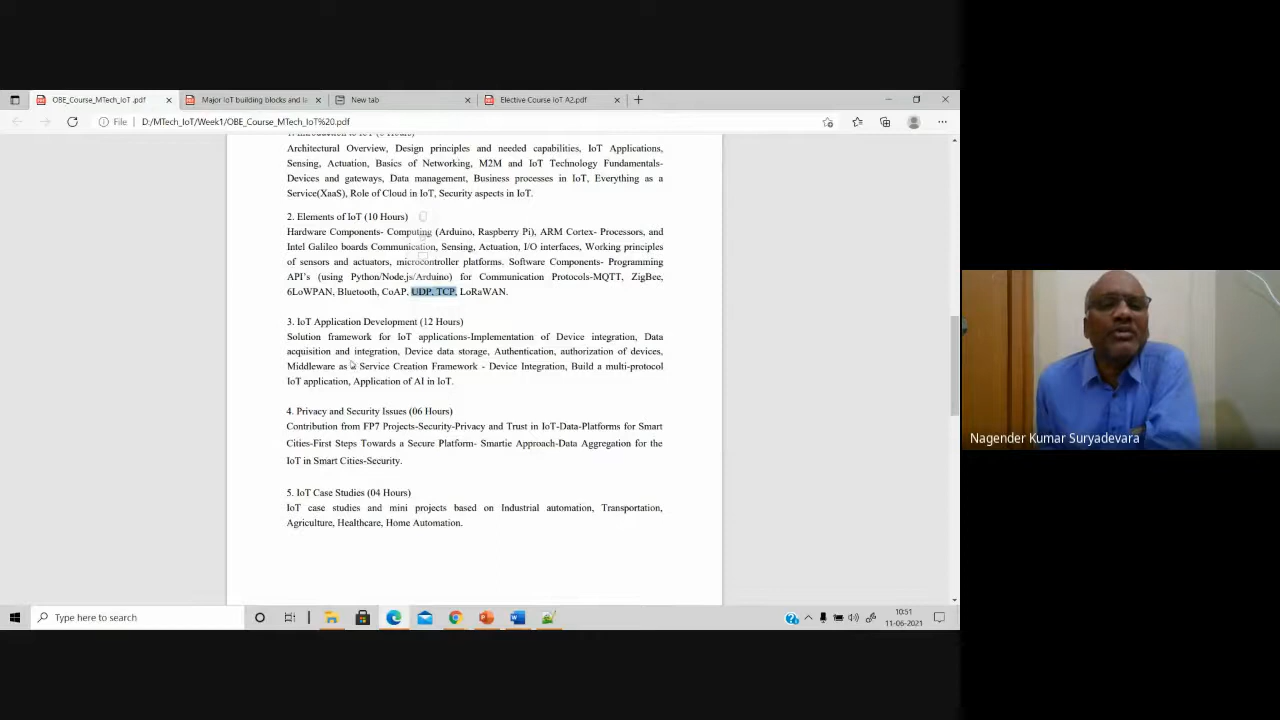 OBE_Course_MTech_IoT .pdf
Major IoT building blocks and la
New tab
Elective Course IoT A2.pdf
File
D:/MTech_IoT/Week1/OBE_Course_MTech_IoT%20.pdf
1. Introduction to IoT (8 Hours)
Architectural Overview, Design principles and needed capabilities, IoT Applications,
Sensing, Actuation, Basics of Networking, M2M and IoT Technology Fundamentals-
Devices and gateways, Data management, Business processes in IoT, Everything as a
Service(XaaS), Role of Cloud in IoT, Security aspects in IoT.
2. Elements of IoT (10 Hours)
Hardware Components- Computing (Arduino, Raspberry Pi), ARM Cortex- Processors, and
Intel Galileo boards Communication, Sensing, Actuation, I/O interfaces, Working principles
of sensors and actuators, microcontroller platforms. Software Components- Programming
API's (using Python/Node.js/Arduino) for Communication Protocols-MQTT, ZigBee,
6LoWPAN, Bluetooth, CoAP, UDP, TCP, LoRaWAN.
3. IoT Application Development (12 Hours)
Solution framework for IoT applications-Implementation of Device integration, Data
acquisition and integration, Device data storage, Authentication, authorization of devices,
Middleware as a Service Creation Framework - Device Integration, Build a multi-protocol
IoT application, Application of AI in IoT.
4. Privacy and Security Issues (06 Hours)
Contribution from FP7 Projects-Security-Privacy and Trust in IoT-Data-Platforms for Smart
Cities-First Steps Towards a Secure Platform- Smartie Approach-Data Aggregation for the
IoT in Smart Cities-Security.
5. IoT Case Studies (04 Hours)
IoT case studies and mini projects based on Industrial automation, Transportation,
Agriculture, Healthcare, Home Automation.
Nagender Kumar Suryadevara
Type here to search
10:51
11-06-2021